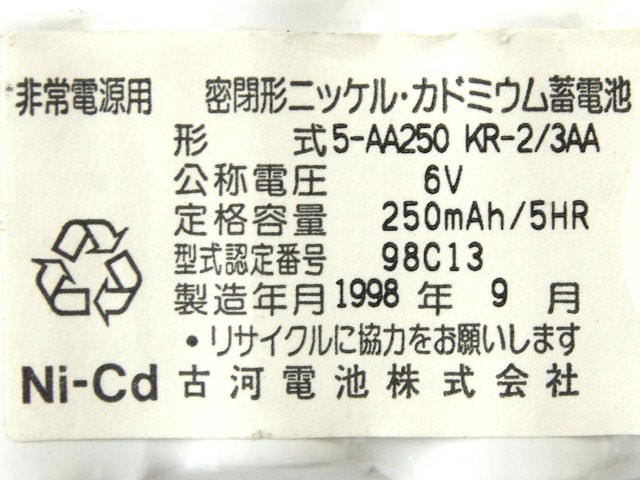 非常電源用 密閉形ニッケル・カドミウム蓄電池
形 式 5-AA250 KR-2/3AA
公称電圧 6V
定格容量 250mAh/5HR
型式認定番号 98C13
製造年月 1998 年 9 月
• リサイクルに協力をお願いします
Ni-Cd 古河電池株式会社